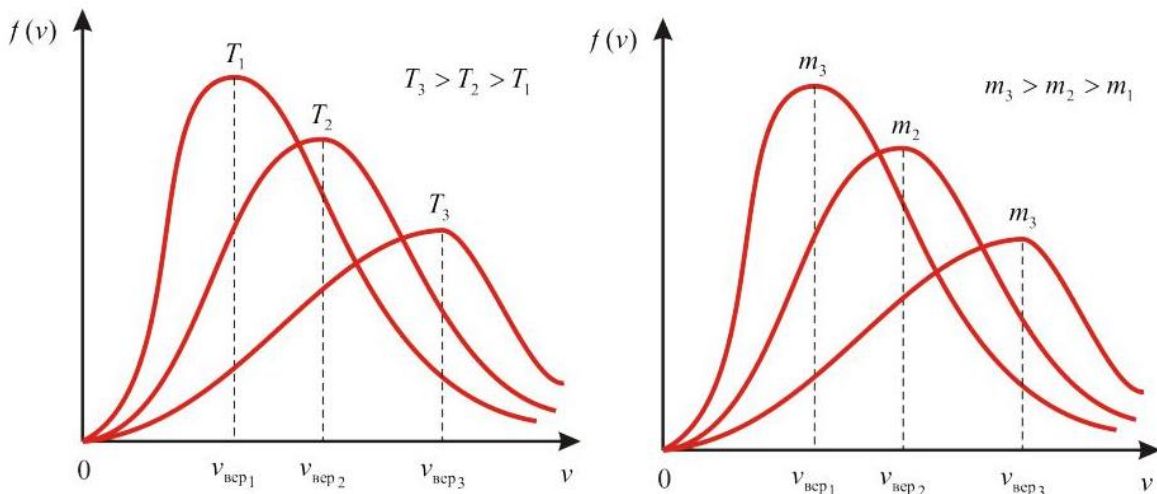 f(v)
T₁
T₂
T₃
T₃ > T₂ > T₁
0
vвер₁
vвер₂
vвер₃
v
f(v)
m₃
m₂
m₃
m₃ > m₂ > m₁
0
vвер₁
vвер₂
vвер₃
v